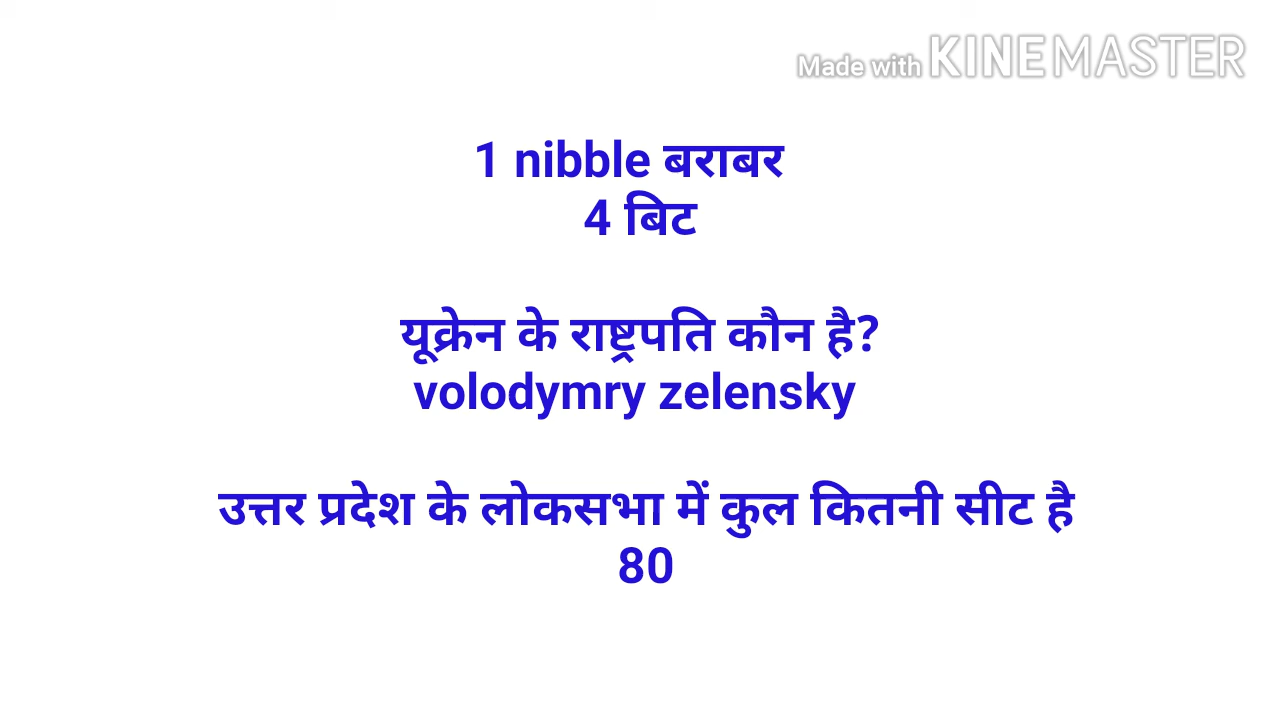 Made with KINEMASTER
1 nibble बराबर
4 बिट
यूक्रेन के राष्ट्रपति कौन है?
volodymry zelensky
उत्तर प्रदेश के लोकसभा में कुल कितनी सीट है
80